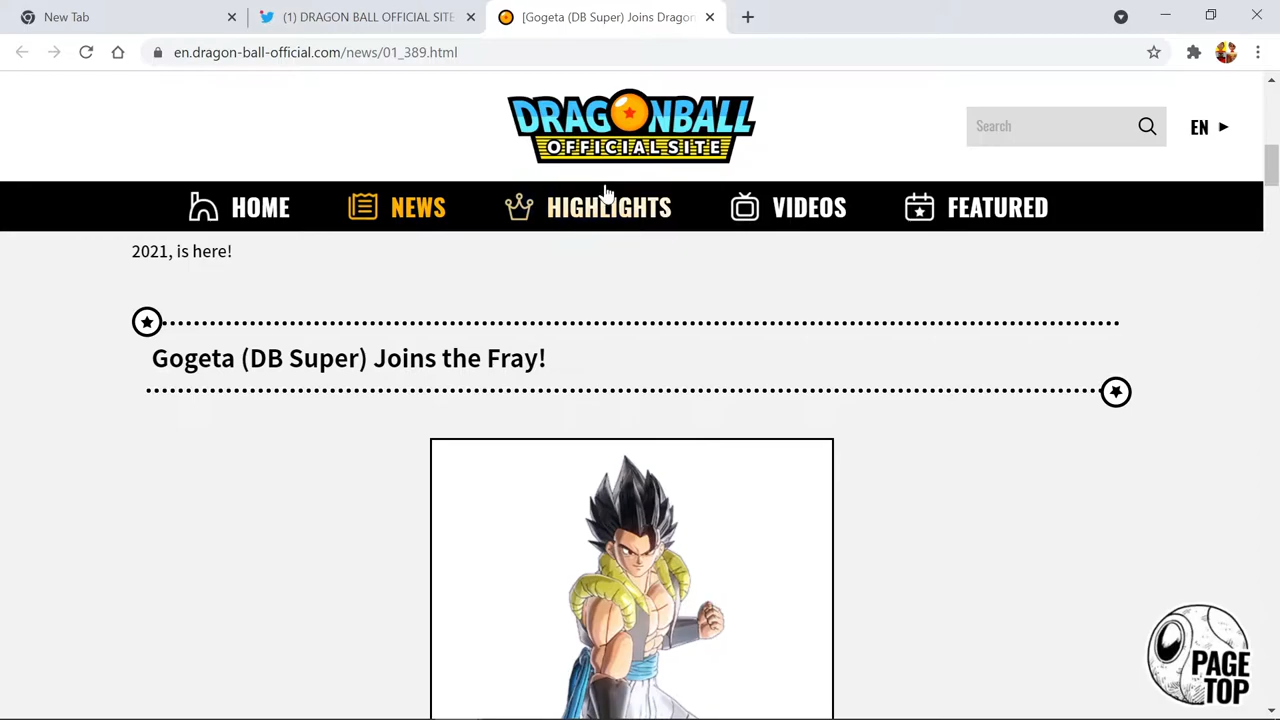 New Tab
(1) DRAGON BALL OFFICIAL SITE
[Gogeta (DB Super) Joins Dragon
en.dragon-ball-official.com/news/01_389.html
DRAGONBALL
OFFICIAL SITE
Search
EN
HOME
NEWS
HIGHLIGHTS
VIDEOS
FEATURED
2021, is here!
Gogeta (DB Super) Joins the Fray!
PAGE
TOP